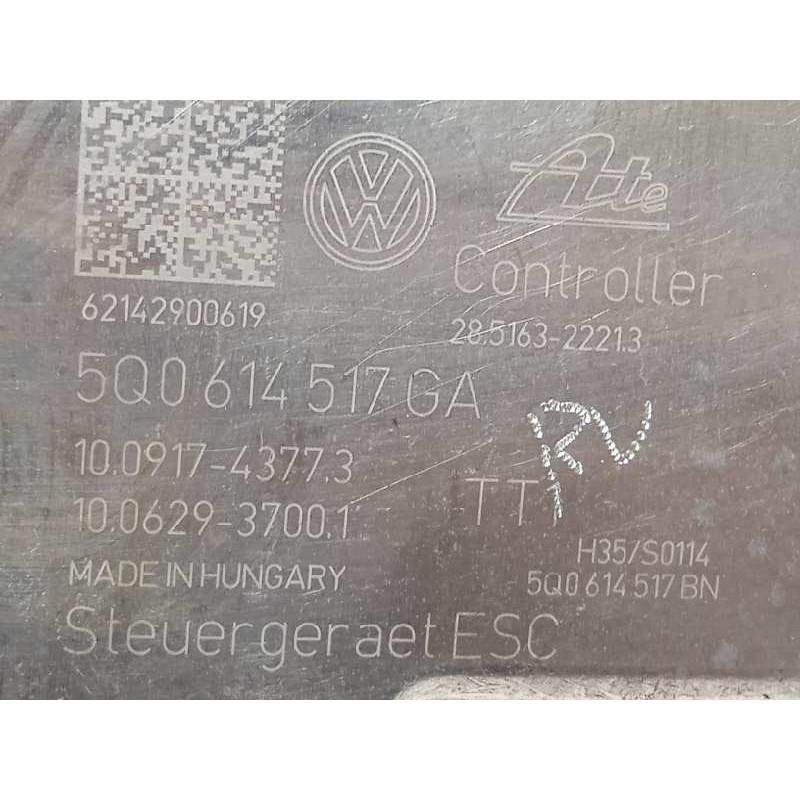 VW
Ate
Controller
62142900619
28.5163-2221.3
5Q0 614 517 GA
10.0917-4377.3
10.0629-3700.1
TT1
RV
H35/S0114
MADE IN HUNGARY
5Q0 614 517 BN
Steuergeraet ESC